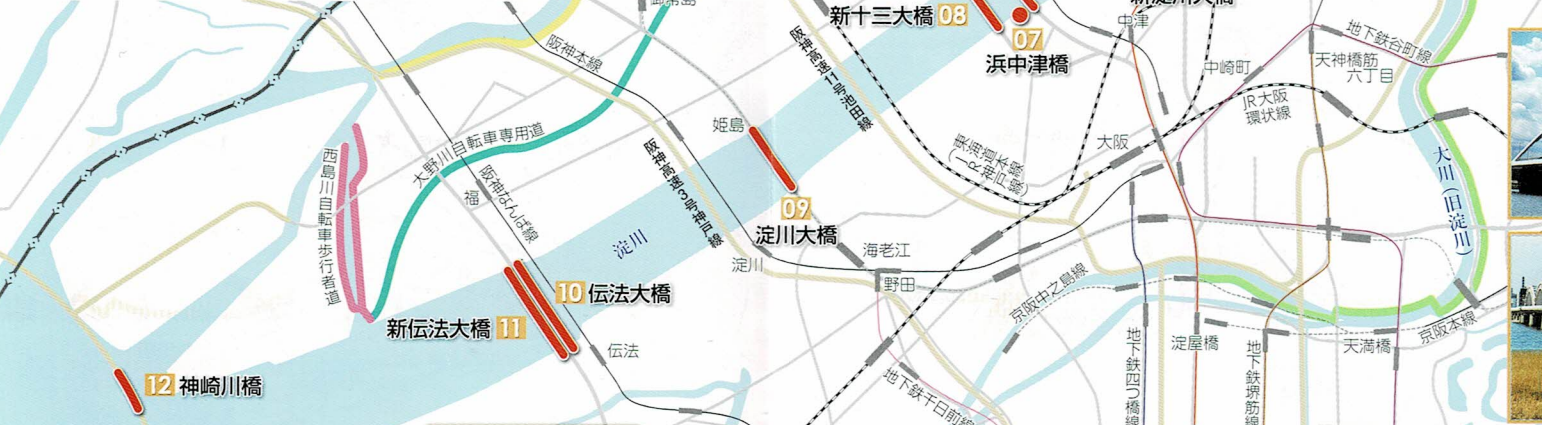 新十三大橋 08
07
浜中津橋
中津
地下鉄谷町線
中崎町
天神橋筋
六丁目
JR大阪
環状線
阪神本線
阪神高速11号池田線
姫島
大阪
東海道本線
(JR神戸線)
大川(旧淀川)
大野川自転車専用道
西島川自転車歩行者道
福
阪神なんば線
阪神高速3号神戸線
淀川
09
淀川大橋
淀川
海老江
野田
京阪中之島線
10 伝法大橋
新伝法大橋 11
伝法
12 神崎川橋
地下鉄千日前線
地下鉄四つ橋線
淀屋橋
地下鉄堺筋線
天満橋
京阪本線